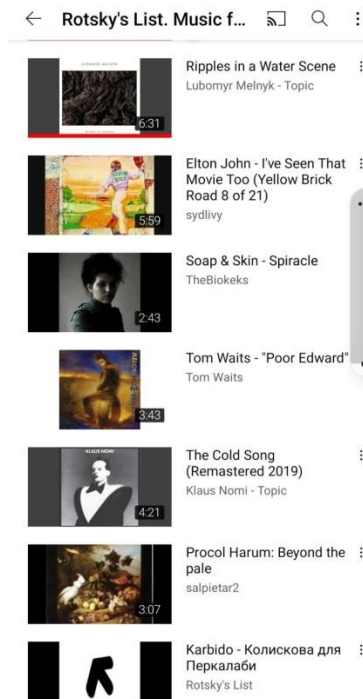 Rotsky's List. Music f...
Ripples in a Water Scene
Lubomyr Melnyk - Topic
6:31
Elton John - I've Seen That
Movie Too (Yellow Brick
Road 8 of 21)
sydlivy
5:59
Soap & Skin - Spiracle
TheBiokeks
2:43
Tom Waits - "Poor Edward"
Tom Waits
3:43
The Cold Song
(Remastered 2019)
Klaus Nomi - Topic
KLAUS NOMI
4:21
Procol Harum: Beyond the
pale
salpietar2
3:07
Karbido - Колискова для
Перкалаби
Rotsky's List